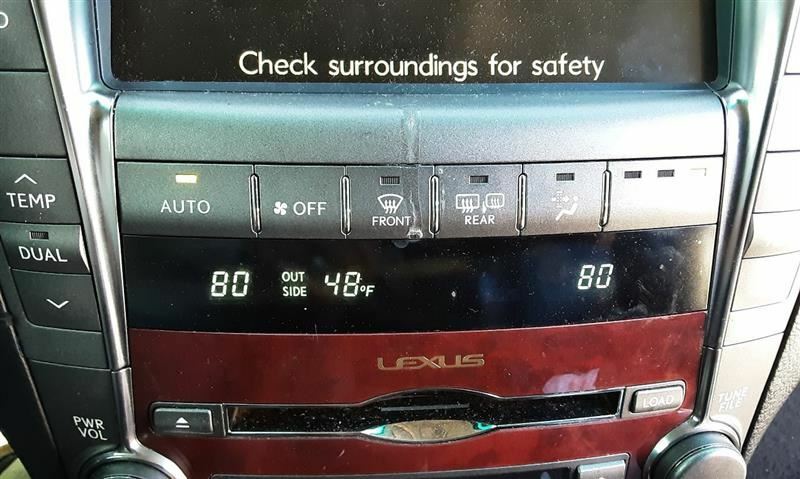 Check surroundings for safety
TEMP
AUTO
OFF
FRONT
REAR
DUAL
80
OUT SIDE
48°F
80
LEXUS
LOAD
PWR VOL
TUNE FILE